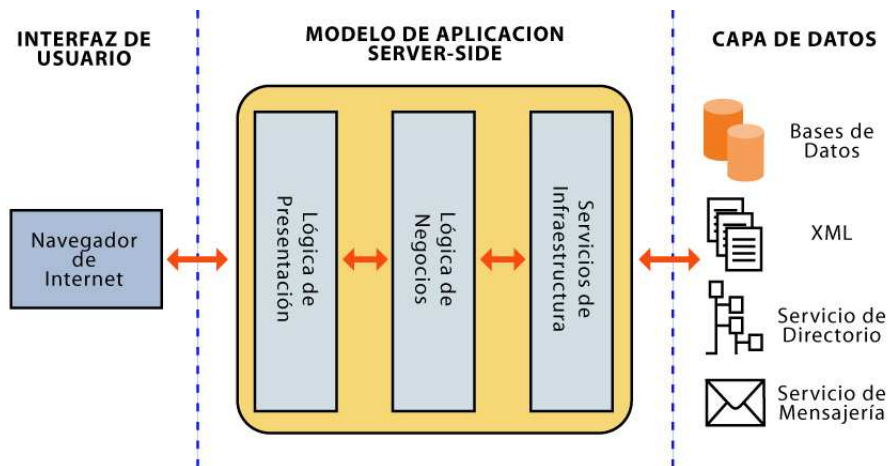 INTERFAZ DE
USUARIO
MODELO DE APLICACION
SERVER-SIDE
CAPA DE DATOS
Navegador
de
Internet
Lógica de
Presentación
Lógica de
Negocios
Servicios de
Infraestructura
Bases de
Datos
XML
Servicio de
Directorio
Servicio de
Mensajería